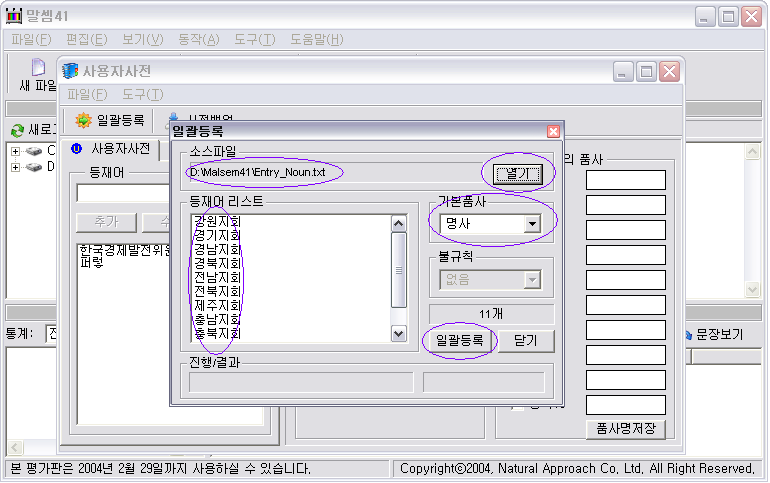 말셈41
파일(F) 편집(E) 보기(V) 동작(A) 도구(T) 도움말(H)
새 파일
사용자사전
파일(F) 도구(T)
일괄등록
새로고
사용자사전
등재어
추가
한국경제발전위원
퍼렇
일괄등록
소스파일
D:\Malsem41\Entry_Noun.txt
열기
등재어 리스트
강원지회
경기지회
경남지회
경북지회
전남지회
전북지회
제주지회
충남지회
충북지회
기본품사
명사
불규칙
없음
11개
일괄등록 닫기
진행/결과
의 품사
품사명저장
통계:
문장보기
본 평가판은 2004년 2월 29일까지 사용하실 수 있습니다.
Copyright©2004, Natural Approach Co, Ltd, All Right Reserved,